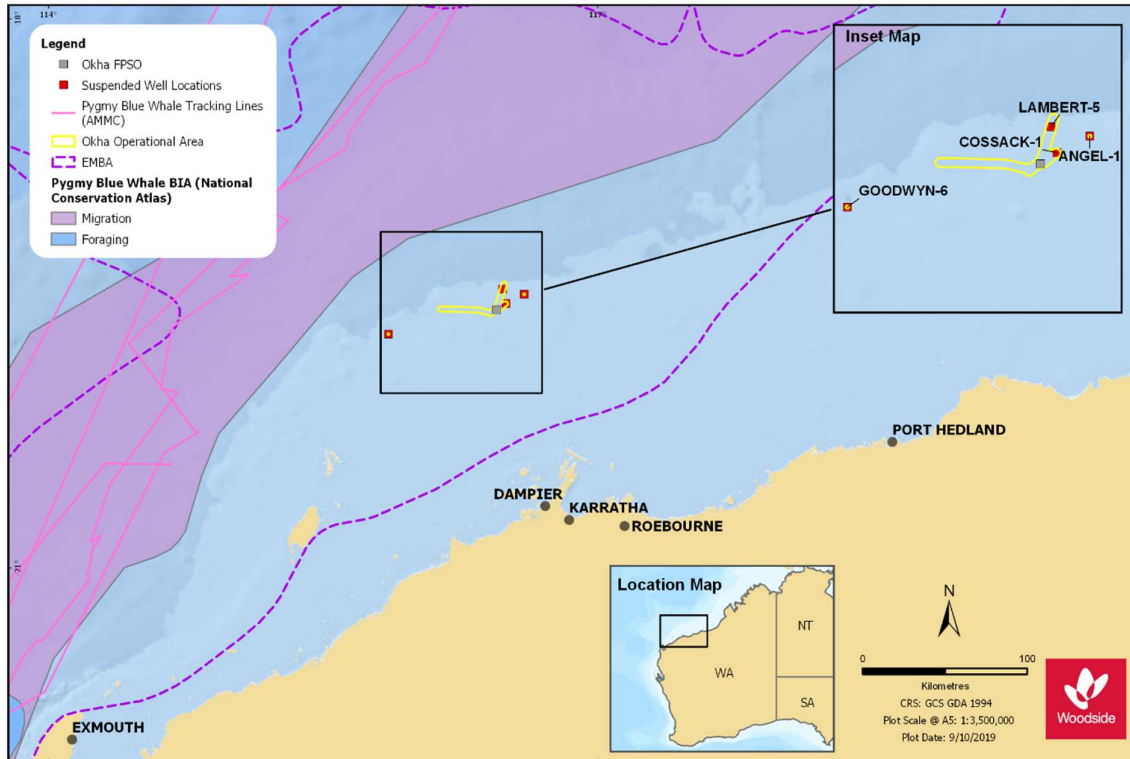 18°
114°
117°
21°
Legend
Okha FPSO
Suspended Well Locations
Pygmy Blue Whale Tracking Lines
(AMMC)
Okha Operational Area
EMBA
Pygmy Blue Whale BIA (National
Conservation Atlas)
Migration
Foraging
Inset Map
LAMBERT-5
COSSACK-1
ANGEL-1
GOODWYN-6
PORT HEDLAND
DAMPIER
KARRATHA
ROEBOURNE
EXMOUTH
Location Map
NT
WA
SA
N
0 100
Kilometres
CRS: GCS GDA 1994
Plot Scale @ A5: 1:3,500,000
Plot Date: 9/10/2019
Woodside